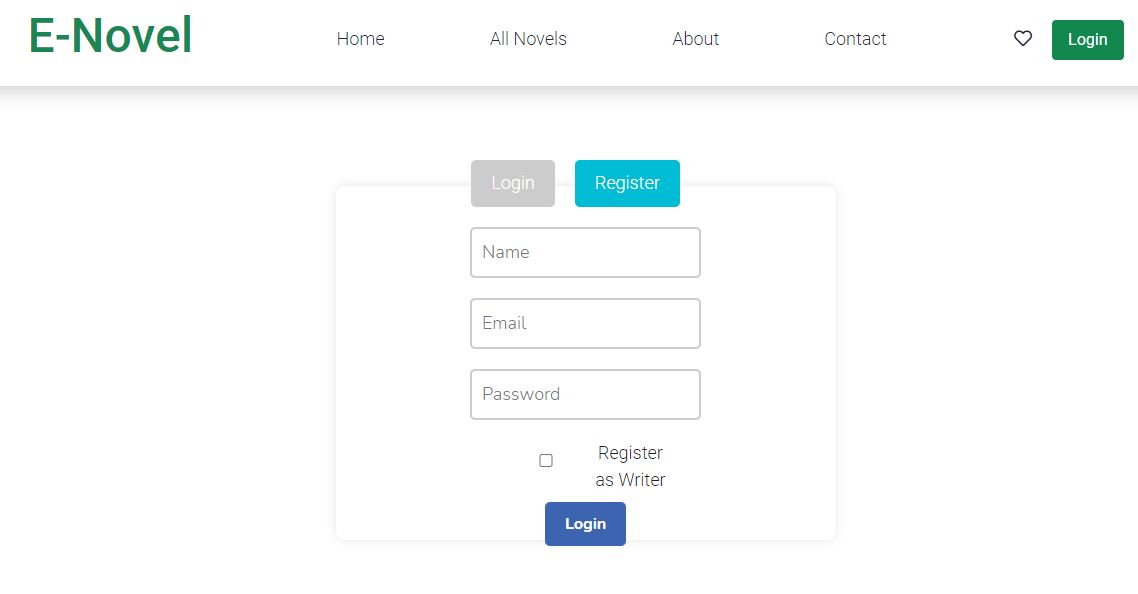 E-Novel
Home
All Novels
About
Contact
Login
Login
Register
Name
Email
Password
Register
as Writer
Login